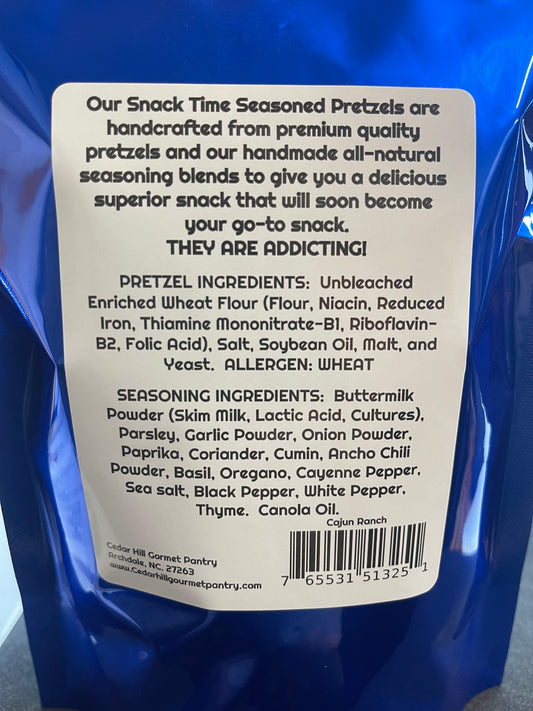 Our Snack Time Seasoned Pretzels are
handcrafted from premium quality
pretzels and our handmade all-natural
seasoning blends to give you a delicious
superior snack that will soon become
your go-to snack.
THEY ARE ADDICTING!
PRETZEL INGREDIENTS: Unbleached
Enriched Wheat Flour (Flour, Niacin, Reduced
Iron, Thiamine Mononitrate-B1, Riboflavin-
B2, Folic Acid), Salt, Soybean Oil, Malt, and
Yeast. ALLERGEN: WHEAT
SEASONING INGREDIENTS: Buttermilk
Powder (Skim Milk, Lactic Acid, Cultures),
Parsley, Garlic Powder, Onion Powder,
Paprika, Coriander, Cumin, Ancho Chili
Powder, Basil, Oregano, Cayenne Pepper,
Sea salt, Black Pepper, White Pepper,
Thyme. Canola Oil.
Cajun Ranch
Cedar Hill Gormet Pantry
Archdale, NC, 27263
www.Cedarhillgourmetpantry.com
7 65531 51325 1